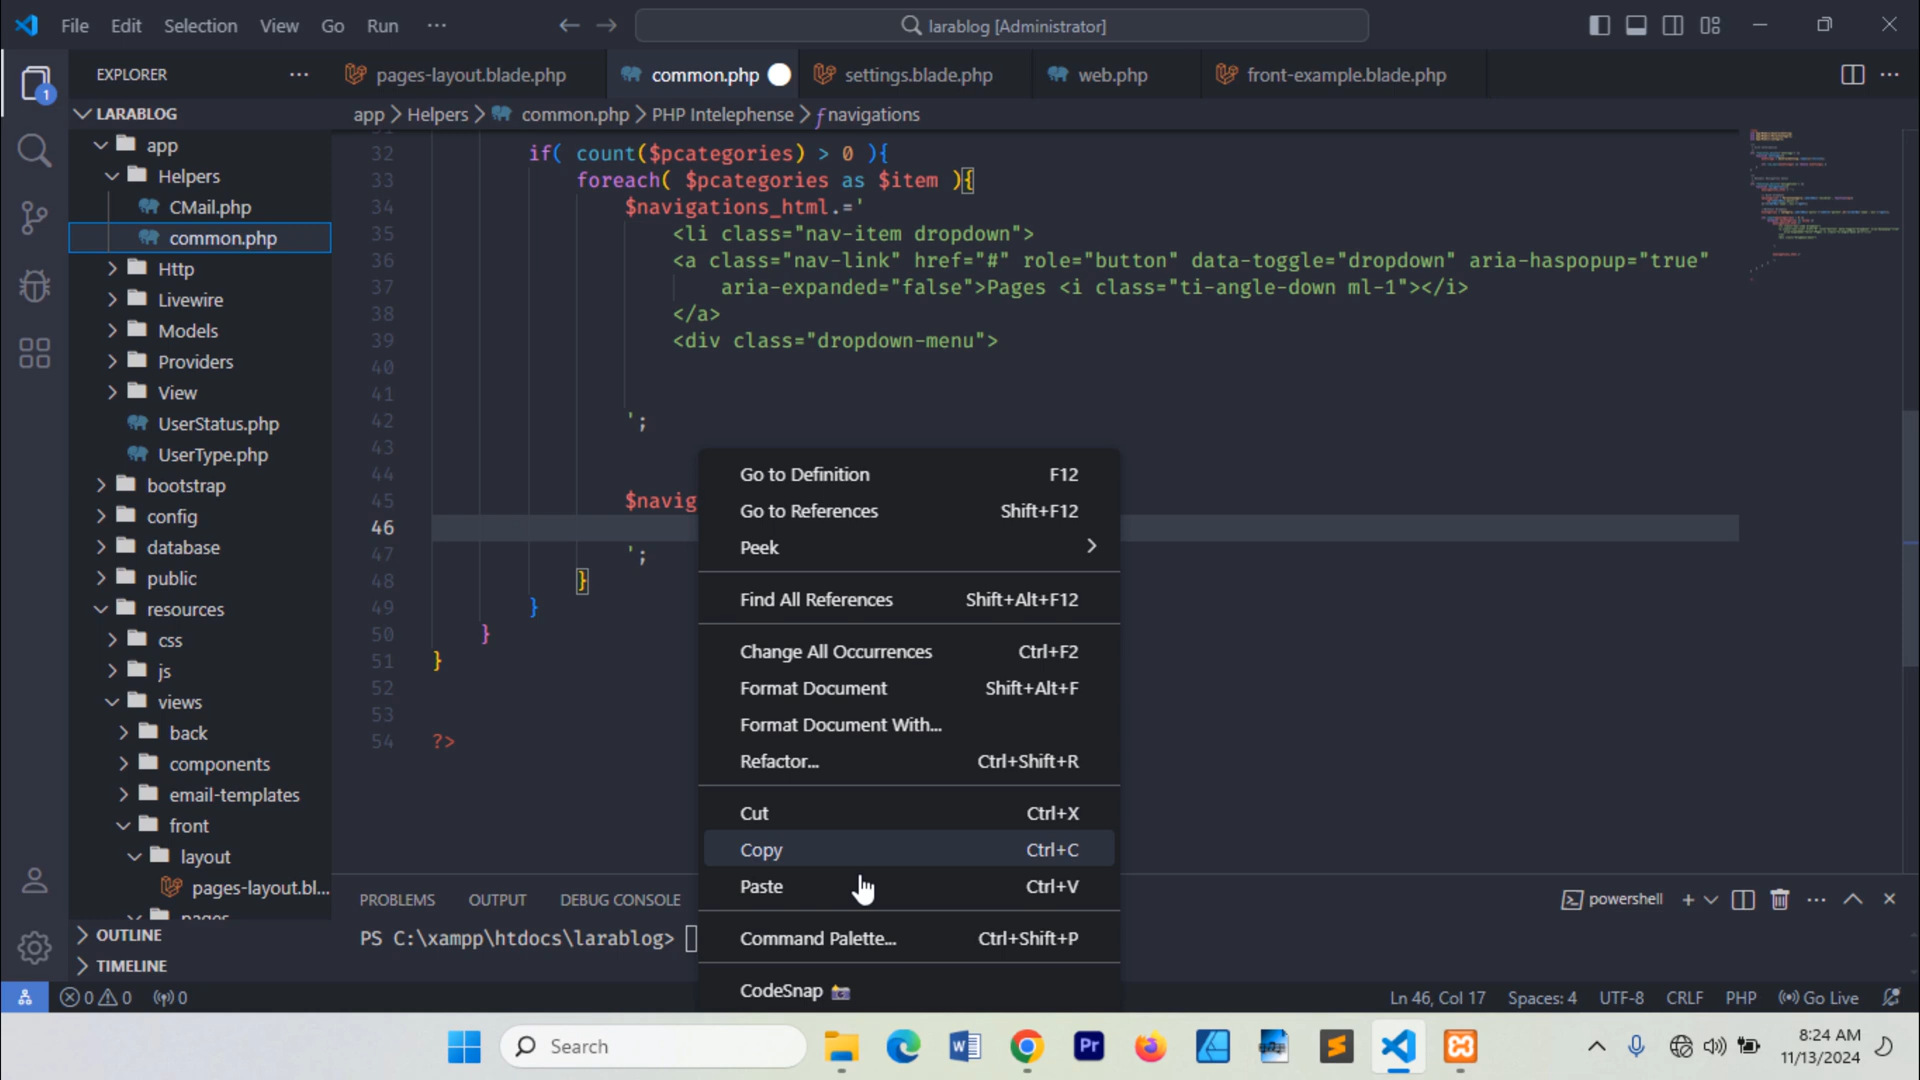 File Edit Selection View Go Run ··· larablog [Administrator]
EXPLORER ··· pages-layout.blade.php common.php settings.blade.php web.php front-example.blade.php ···
LARABLOG
app > Helpers > common.php > PHP Intelephense > navigations
app
Helpers
CMail.php
common.php
Http
Livewire
Models
Providers
View
UserStatus.php
UserType.php
bootstrap
config
database
public
resources
css
js
views
back
components
email-templates
front
layout
pages-layout.bl...
OUTLINE
TIMELINE
32 if( count($pcategories) > 0 ){
33 foreach( $pcategories as $item ){
34 $navigations_html.='
35 <li class="nav-item dropdown">
36 <a class="nav-link" href="#" role="button" data-toggle="dropdown" aria-haspopup="true"
37 aria-expanded="false">Pages <i class="ti-angle-down ml-1"></i>
38 </a>
39 <div class="dropdown-menu">
40
41
42 ';
43
44
45 $navig
46
47 ';
48 }
49 }
50 }
51 }
52
53
54 ?>
Go to Definition F12
Go to References Shift+F12
Peek
Find All References Shift+Alt+F12
Change All Occurrences Ctrl+F2
Format Document Shift+Alt+F
Format Document With...
Refactor... Ctrl+Shift+R
Cut Ctrl+X
Copy Ctrl+C
Paste Ctrl+V
Command Palette... Ctrl+Shift+P
CodeSnap
PROBLEMS OUTPUT DEBUG CONSOLE powershell
PS C:\xampp\htdocs\larablog>
0 0 0 Ln 46, Col 17 Spaces: 4 UTF-8 CRLF PHP Go Live
Search
8:24 AM
11/13/2024